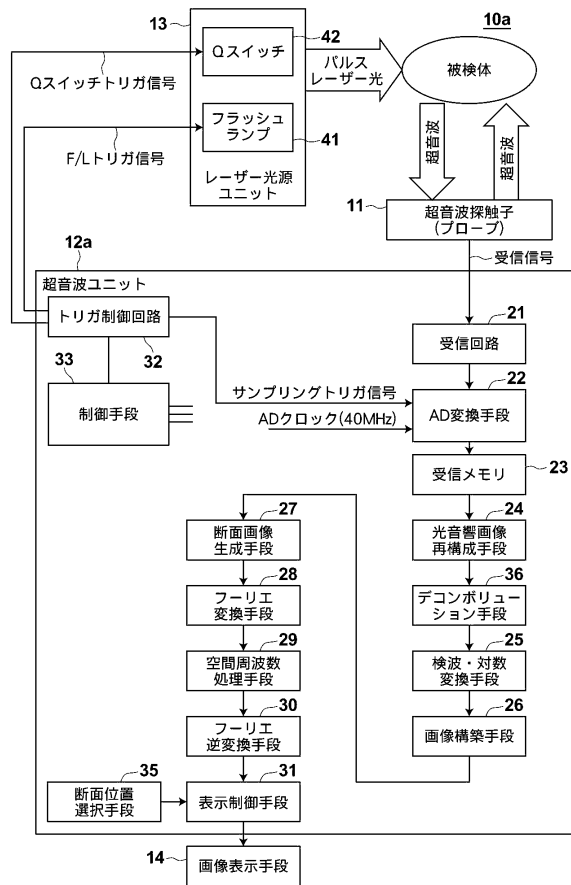 10a
13
42
Qスイッチ
Qスイッチトリガ信号
パルス
レーザー光
被検体
フラッシュ
ランプ
41
F/Lトリガ信号
レーザー光源
ユニット
超音波
超音波
11
超音波探触子
(プローブ)
受信信号
12a
超音波ユニット
トリガ制御回路
32
33
制御手段
21
受信回路
22
サンプリングトリガ信号
ADクロック(40MHz)
AD変換手段
受信メモリ
23
27
断面画像
生成手段
24
光音響画像
再構成手段
28
フーリエ
変換手段
36
デコンボリュ
ーション手段
29
空間周波数
処理手段
25
検波・対数
変換手段
30
フーリエ
逆変換手段
26
画像構築手段
35
断面位置
選択手段
31
表示制御手段
14
画像表示手段